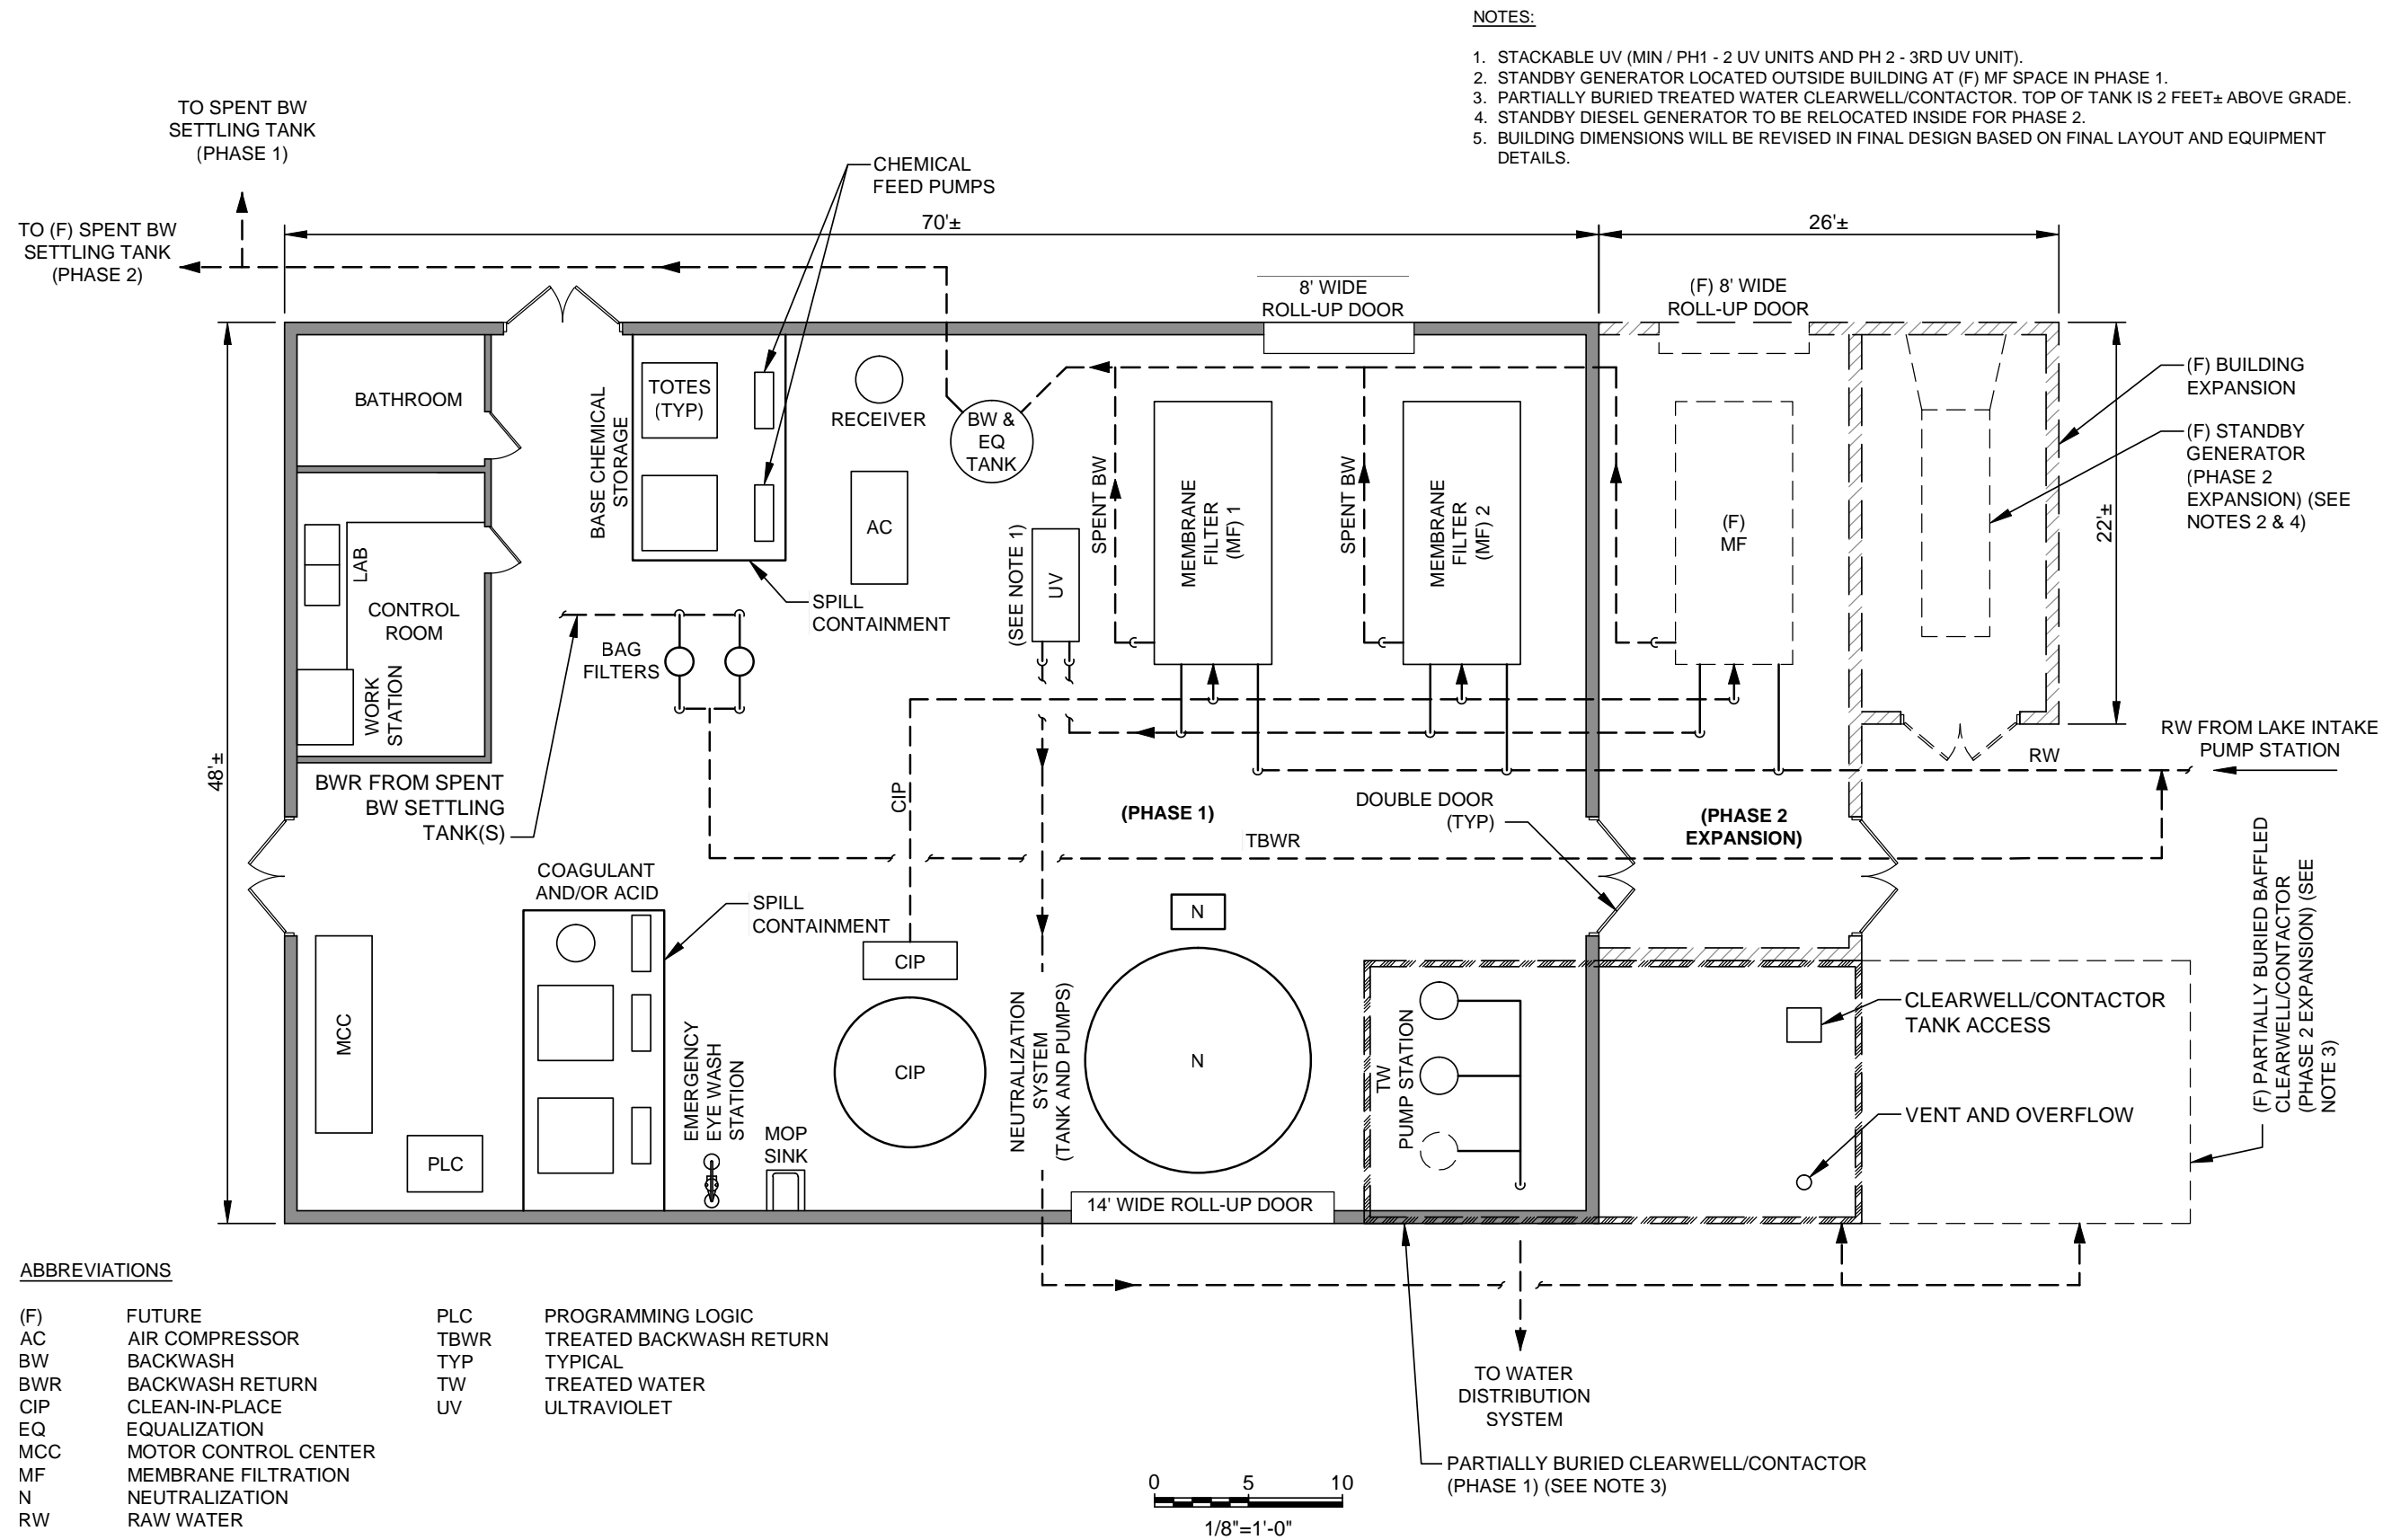 NOTES:
1. STACKABLE UV (MIN / PH1 - 2 UV UNITS AND PH 2 - 3RD UV UNIT).
2. STANDBY GENERATOR LOCATED OUTSIDE BUILDING AT (F) MF SPACE IN PHASE 1.
3. PARTIALLY BURIED TREATED WATER CLEARWELL/CONTACTOR. TOP OF TANK IS 2 FEET± ABOVE GRADE.
4. STANDBY DIESEL GENERATOR TO BE RELOCATED INSIDE FOR PHASE 2.
5. BUILDING DIMENSIONS WILL BE REVISED IN FINAL DESIGN BASED ON FINAL LAYOUT AND EQUIPMENT
DETAILS.
TO SPENT BW
SETTLING TANK
(PHASE 1)
TO (F) SPENT BW
SETTLING TANK
(PHASE 2)
CHEMICAL
FEED PUMPS
70'±
26'±
8' WIDE
ROLL-UP DOOR
(F) 8' WIDE
ROLL-UP DOOR
BATHROOM
BASE CHEMICAL
STORAGE
TOTES
(TYP)
RECEIVER
BW &
EQ
TANK
AC
(SEE NOTE 1)
UV
SPENT BW
MEMBRANE
FILTER
(MF) 1
SPENT BW
MEMBRANE
FILTER
(MF) 2
(F)
MF
(F) BUILDING
EXPANSION
(F) STANDBY
GENERATOR
(PHASE 2
EXPANSION) (SEE
NOTES 2 & 4)
22'±
48'±
LAB
CONTROL
ROOM
WORK
STATION
BAG
FILTERS
SPILL
CONTAINMENT
RW FROM LAKE INTAKE
PUMP STATION
RW
BWR FROM SPENT
BW SETTLING
TANK(S)
CIP
(PHASE 1)
DOUBLE DOOR
(TYP)
(PHASE 2
EXPANSION)
TBWR
COAGULANT
AND/OR ACID
SPILL
CONTAINMENT
N
CIP
MCC
PLC
EMERGENCY
EYE WASH
STATION
MOP
SINK
CIP
NEUTRALIZATION
SYSTEM
(TANK AND PUMPS)
N
TW
PUMP STATION
14' WIDE ROLL-UP DOOR
CLEARWELL/CONTACTOR
TANK ACCESS
VENT AND OVERFLOW
(F) PARTIALLY BURIED BAFFLED
CLEARWELL/CONTACTOR
(PHASE 2 EXPANSION) (SEE
NOTE 3)
TO WATER
DISTRIBUTION
SYSTEM
PARTIALLY BURIED CLEARWELL/CONTACTOR
(PHASE 1) (SEE NOTE 3)
ABBREVIATIONS
(F) FUTURE
AC AIR COMPRESSOR
BW BACKWASH
BWR BACKWASH RETURN
CIP CLEAN-IN-PLACE
EQ EQUALIZATION
MCC MOTOR CONTROL CENTER
MF MEMBRANE FILTRATION
N NEUTRALIZATION
RW RAW WATER
PLC PROGRAMMING LOGIC
TBWR TREATED BACKWASH RETURN
TYP TYPICAL
TW TREATED WATER
UV ULTRAVIOLET
0 5 10
1/8"=1'-0"